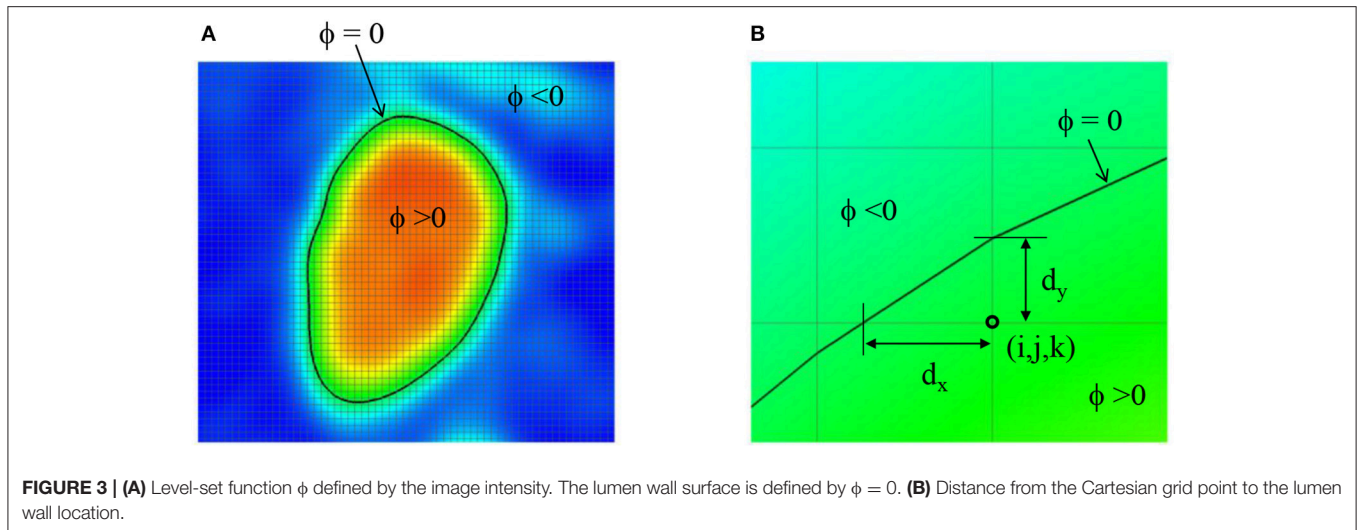 A
ϕ = 0
ϕ <0
ϕ >0
B
ϕ = 0
ϕ <0
d_y
(i,j,k)
d_x
ϕ >0
FIGURE 3 | (A) Level-set function ϕ defined by the image intensity. The lumen wall surface is defined by ϕ = 0. (B) Distance from the Cartesian grid point to the lumen
wall location.